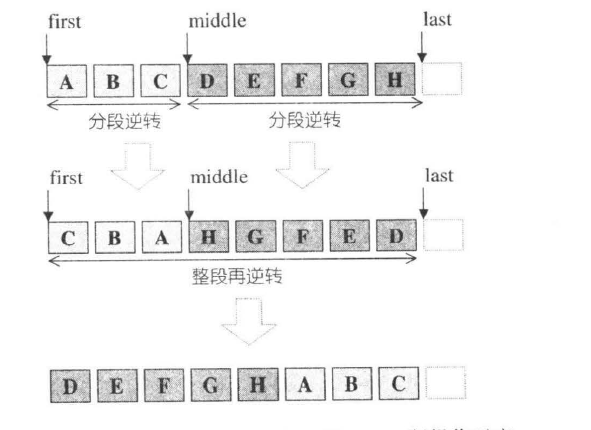 first middle last
A B C D E F G H
分段逆转 分段逆转
first middle last
C B A H G F E D
整段再逆转
D E F G H A B C